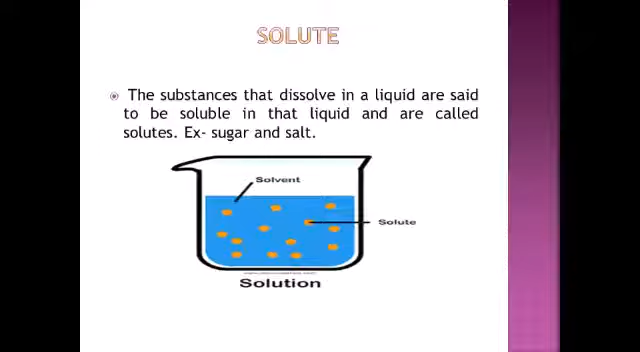 SOLUTE
The substances that dissolve in a liquid are said
to be soluble in that liquid and are called
solutes. Ex- sugar and salt.
Solvent
Solute
Solution